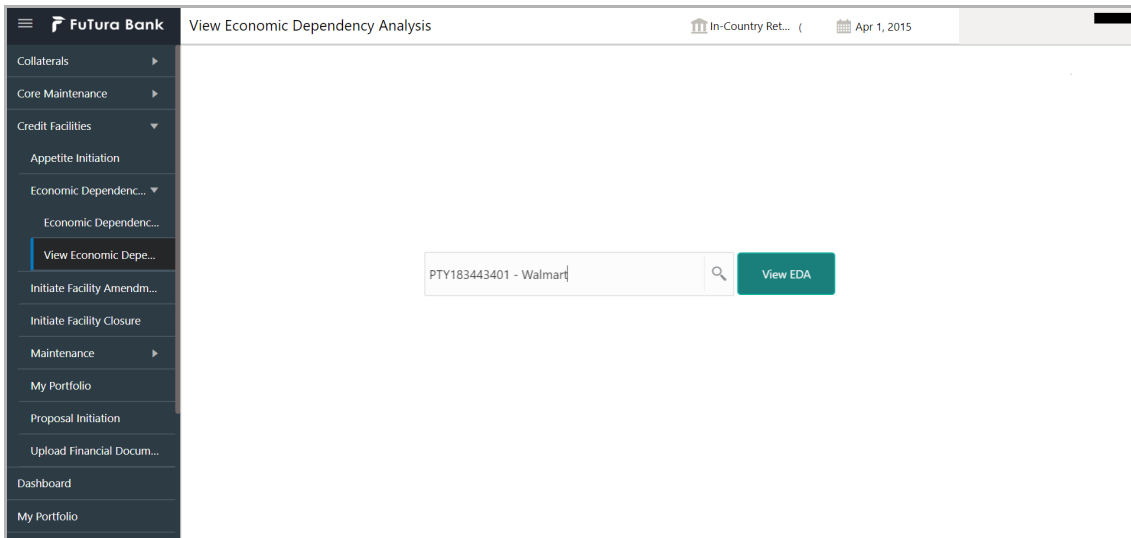 FuTura Bank
View Economic Dependency Analysis
In-Country Ret... (
Apr 1, 2015
Collaterals
Core Maintenance
Credit Facilities
Appetite Initiation
Economic Dependenc...
Economic Dependenc...
View Economic Depe...
Initiate Facility Amendm...
Initiate Facility Closure
Maintenance
My Portfolio
Proposal Initiation
Upload Financial Docum...
Dashboard
My Portfolio
PTY183443401 - Walmart
View EDA